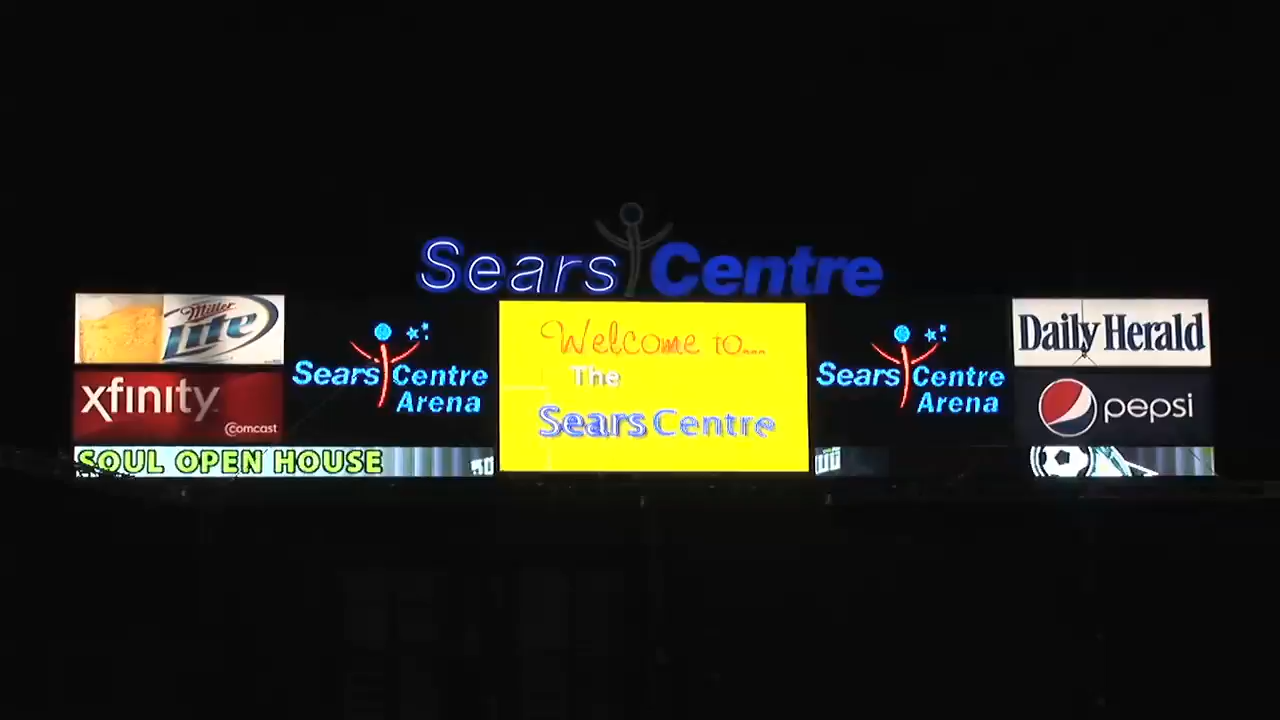 Sears Centre
Miller
Lite
xfinity
comcast
SOUL OPEN HOUSE
Sears Centre
Arena
Welcome to...
The
Sears Centre
Sears Centre
Arena
Daily Herald
pepsi